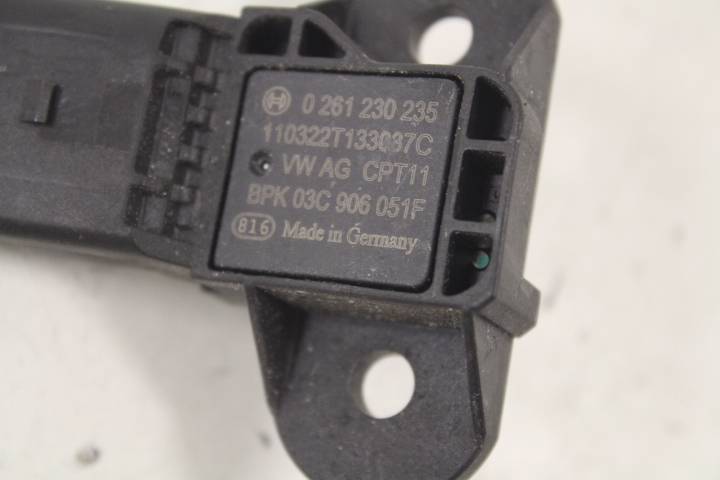 0 261 230 235
110322T133037C
VW AG CPT11
BPK 03C 906 051F
816 Made in Germany